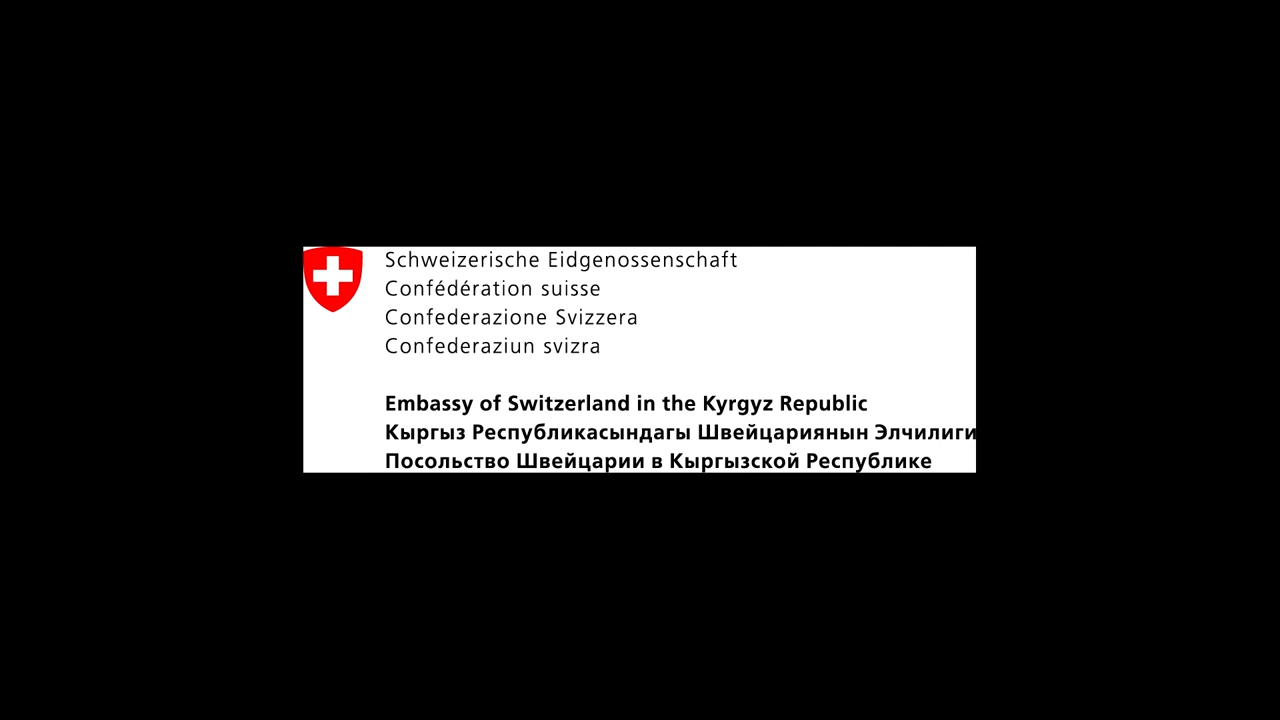 Schweizerische Eidgenossenschaft
Confédération suisse
Confederazione Svizzera
Confederaziun svizra
Embassy of Switzerland in the Kyrgyz Republic
Кыргыз Республикасындагы Швейцариянын Элчилиги
Посольство Швейцарии в Кыргызской Республике